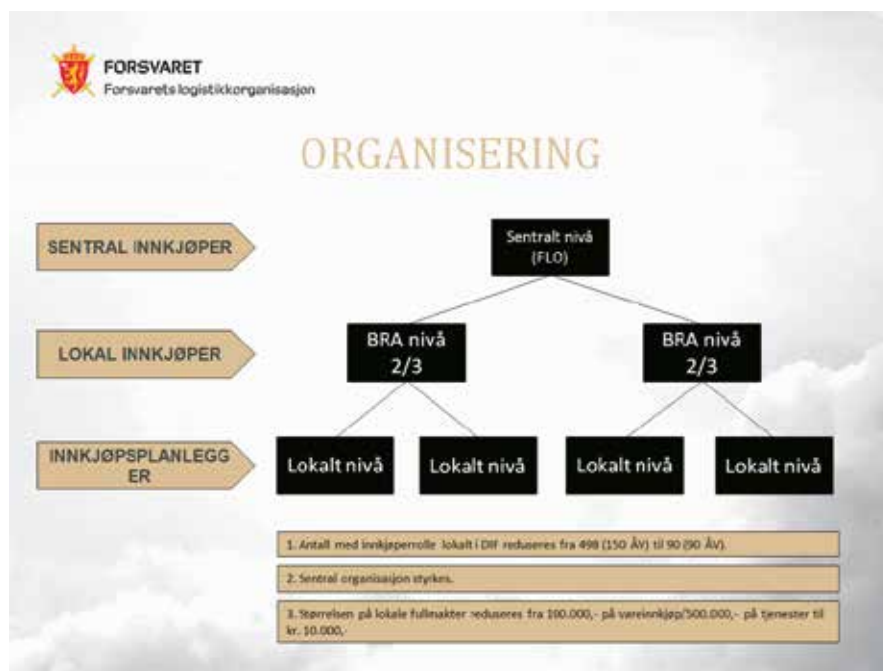 FORSVARET
Forsvarets logistikkorganisasjon
ORGANISERING
SENTRAL INNKJØPER
Sentralt nivå
(FLO)
LOKAL INNKJØPER
BRA nivå
2/3
BRA nivå
2/3
INNKJØPSPLANLEGG
ER
Lokalt nivå
Lokalt nivå
Lokalt nivå
Lokalt nivå
1. Antall med innkjøperrolle lokalt i DIF reduseres fra 498 (150 ÅV) til 90 (90 ÅV).
2. Sentral organisasjon styrkes.
3. Størrelsen på lokale fullmakter reduseres fra 100.000,- på vareinnkjøp/500.000,- på tjenester til
kr. 10.000,-